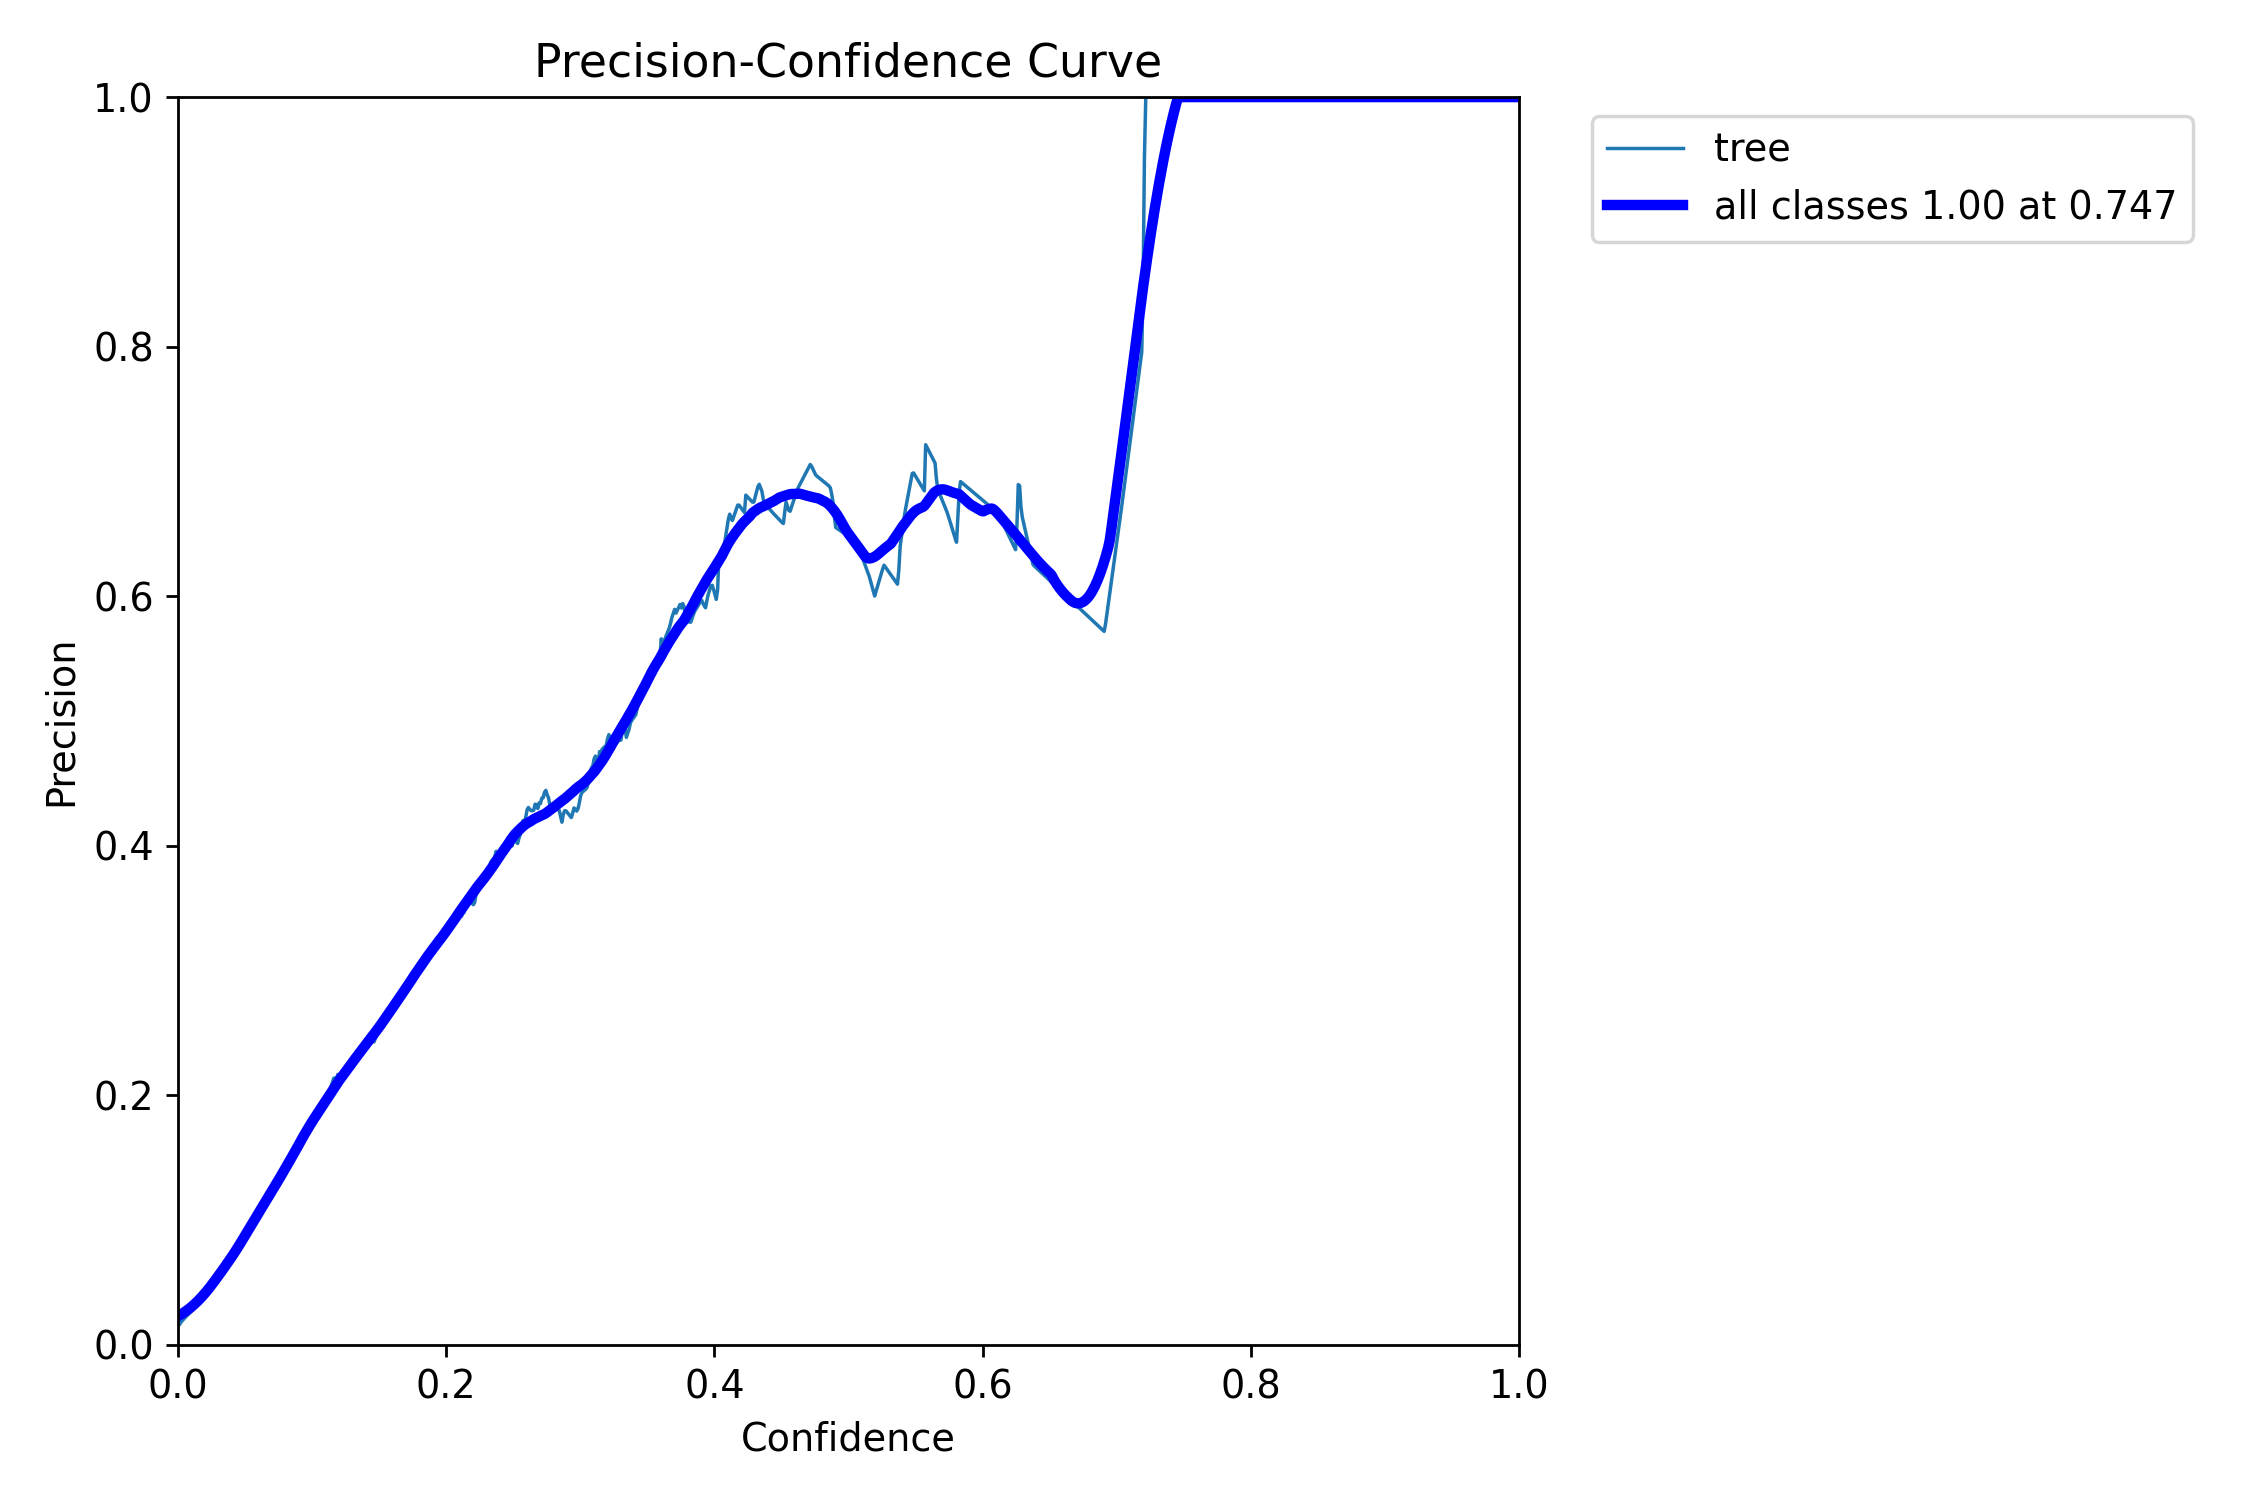 Precision-Confidence Curve
1.0
0.8
0.6
0.4
0.2
0.0
Precision
0.0 0.2 0.4 0.6 0.8 1.0
Confidence
tree
all classes 1.00 at 0.747